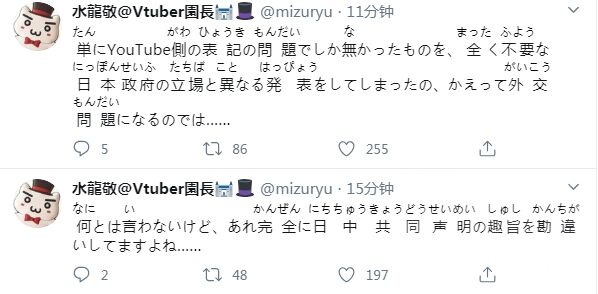 水龍敬@Vtuber園長🏰🎩 @mizuryu · 11分钟
たん がわ ひょうき もんだい な まった ふよう
単にYouTube側の表記の問題でしか無かったものを、全く不要な
にっぽんせいふ たちば こと はっぴょう がいこう
日本政府の立場と異なる発表をしてしまったの、かえって外交
もんだい
問題になるのでは......
5 86 255
水龍敬@Vtuber園長🏰🎩 @mizuryu · 15分钟
なに い かんぜん にちちゅうきょうどうせいめい しゅし かんちが
何とは言わないけど、あれ完全に日中共同声明の趣旨を勘違
いしてますよね......
2 48 197